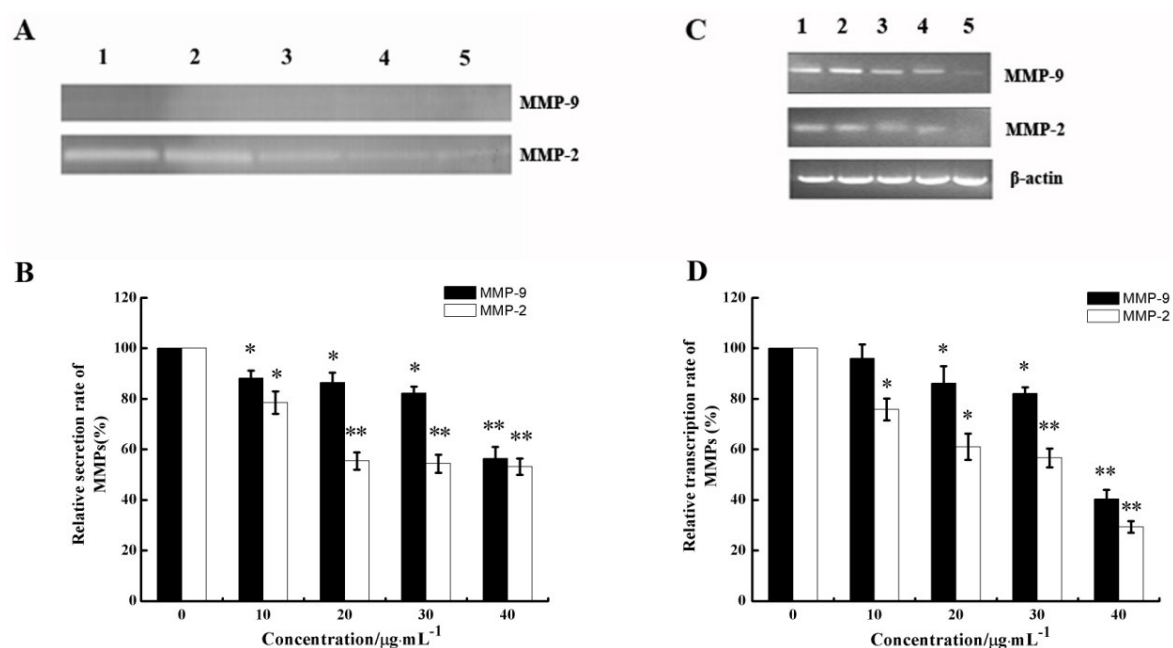 A
1 2 3 4 5
MMP-9
MMP-2
C
1 2 3 4 5
MMP-9
MMP-2
β-actin
B
MMP-9
MMP-2
Relative secretion rate of
MMPs(%)
120
100
80
60
40
20
0
* * * ** * ** ** **
0 10 20 30 40
Concentration/μg·mL⁻¹
D
MMP-9
MMP-2
Relative transcription rate of
MMPs (%)
120
100
80
60
40
20
0
* * * * ** ** **
0 10 20 30 40
Concentration/μg·mL⁻¹